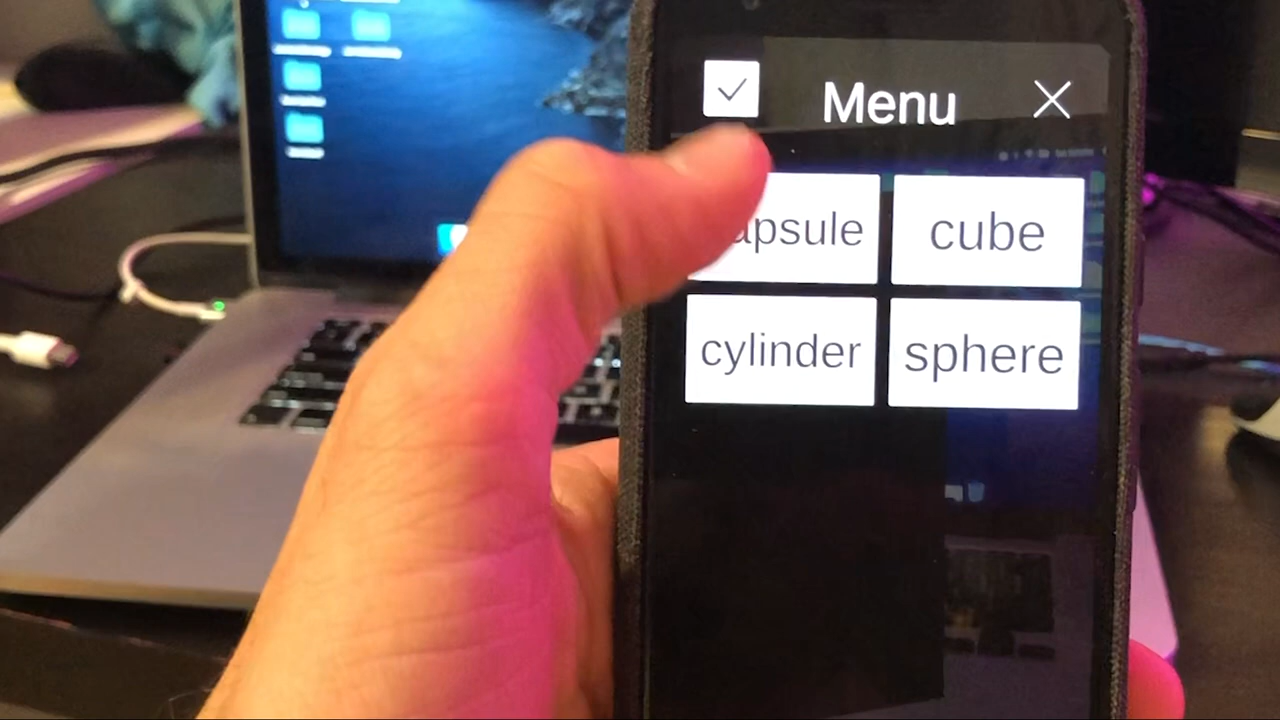 Menu
apsule
cube
cylinder
sphere